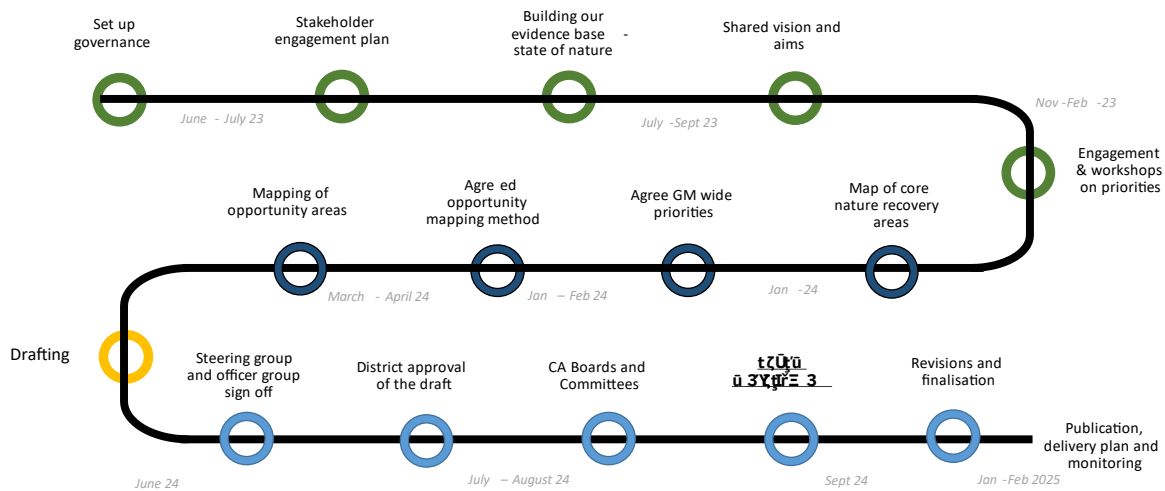 Set up
governance
Stakeholder
engagement plan
Building our
evidence base -
state of nature
Shared vision and
aims
June - July 23
July -Sept 23
Nov -Feb -23
Engagement
& workshops
on priorities
Map of core
nature recovery
areas
Agree GM wide
priorities
Agre ed
opportunity
mapping method
Mapping of
opportunity areas
Jan -24
Jan – Feb 24
March - April 24
Drafting
Steering group
and officer group
sign off
District approval
of the draft
CA Boards and
Committees
Revisions and
finalisation
Publication,
delivery plan and
monitoring
June 24
July – August 24
Sept 24
Jan -Feb 2025